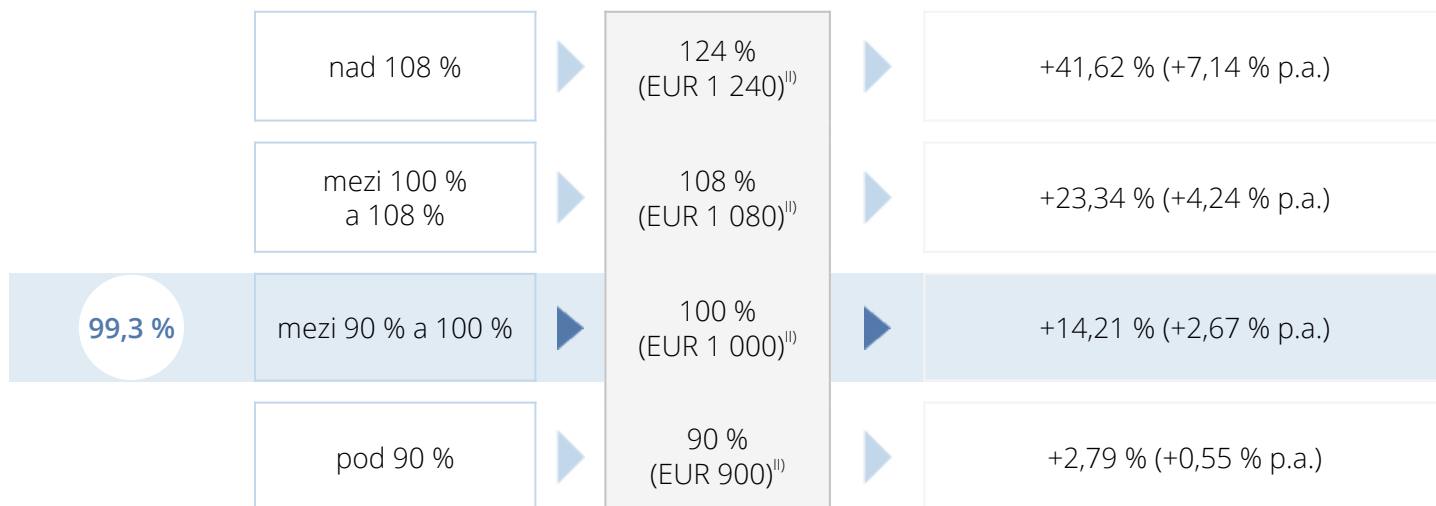 nad 108 %
124 %
(EUR 1 240)II)
+41,62 % (+7,14 % p.a.)
mezi 100 %
a 108 %
108 %
(EUR 1 080)II)
+23,34 % (+4,24 % p.a.)
99,3 %
mezi 90 % a 100 %
100 %
(EUR 1 000)II)
+14,21 % (+2,67 % p.a.)
pod 90 %
90 %
(EUR 900)II)
+2,79 % (+0,55 % p.a.)